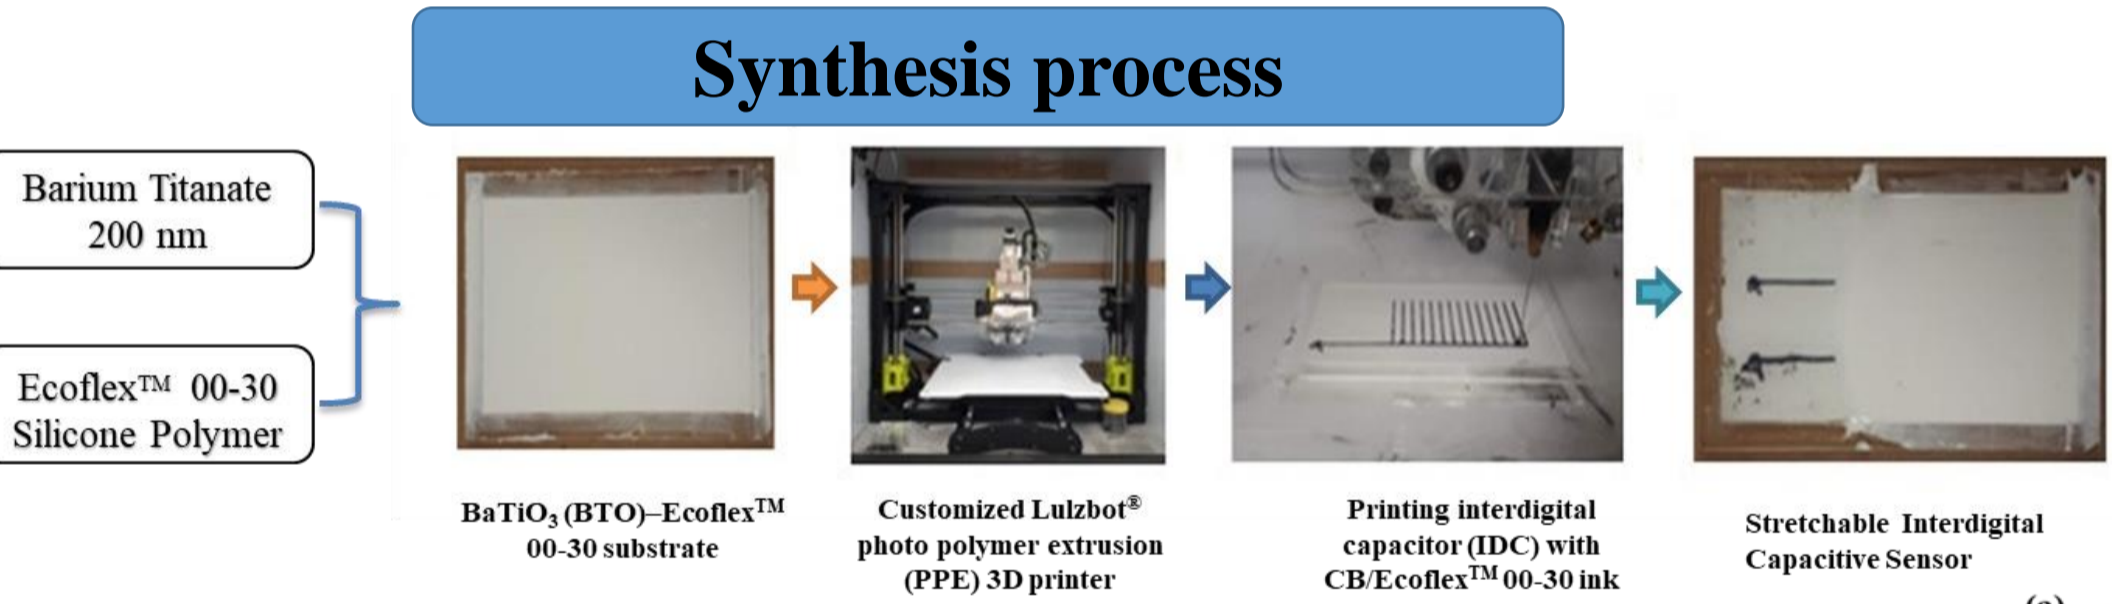 Synthesis process
Barium Titanate
200 nm
Ecoflex™ 00-30
Silicone Polymer
BaTiO₃ (BTO)–Ecoflex™
00-30 substrate
Customized Lulzbot®
photo polymer extrusion
(PPE) 3D printer
Printing interdigital
capacitor (IDC) with
CB/Ecoflex™ 00-30 ink
Stretchable Interdigital
Capacitive Sensor